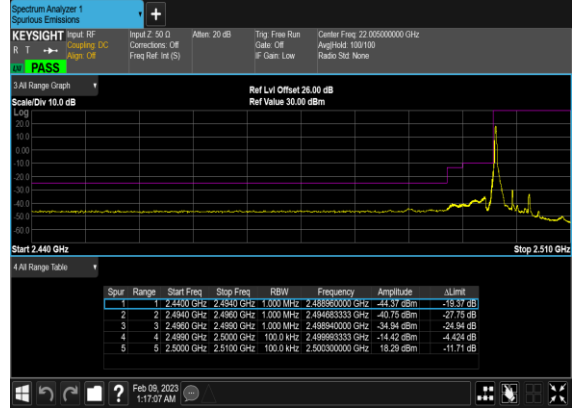 Spectrum Analyzer 1
Spurious Emissions
KEYSIGHT Input: RF Input Z: 50 Ω Atten: 20 dB Trig: Free Run Center Freq: 22.005000000 GHz
R T Coupling: DC Corrections: Off Gate: Off Avg|Hold: 100/100
Align: Off Freq Ref: Int (S) IF Gain: Low Radio Std: None
PASS
3 All Range Graph
Ref Lvl Offset 26.00 dB
Scale/Div 10.0 dB Ref Value 30.00 dBm
Log
20.0
10.0
0.00
-10.0
-20.0
-30.0
-40.0
-50.0
-60.0
Start 2.440 GHz Stop 2.510 GHz
4 All Range Table
Spur Range Start Freq Stop Freq RBW Frequency Amplitude ΔLimit
1 1 2.4400 GHz 2.4940 GHz 1.000 MHz 2.488960000 GHz -44.37 dBm -19.37 dB
2 2 2.4940 GHz 2.4960 GHz 1.000 MHz 2.494683333 GHz -40.75 dBm -27.75 dB
3 3 2.4960 GHz 2.4990 GHz 1.000 MHz 2.498940000 GHz -34.94 dBm -24.94 dB
4 4 2.4990 GHz 2.5000 GHz 100.0 kHz 2.499993333 GHz -14.42 dBm -4.424 dB
5 5 2.5000 GHz 2.5100 GHz 100.0 kHz 2.500300000 GHz 18.29 dBm -11.71 dB
? Feb 09, 2023
1:17:07 AM